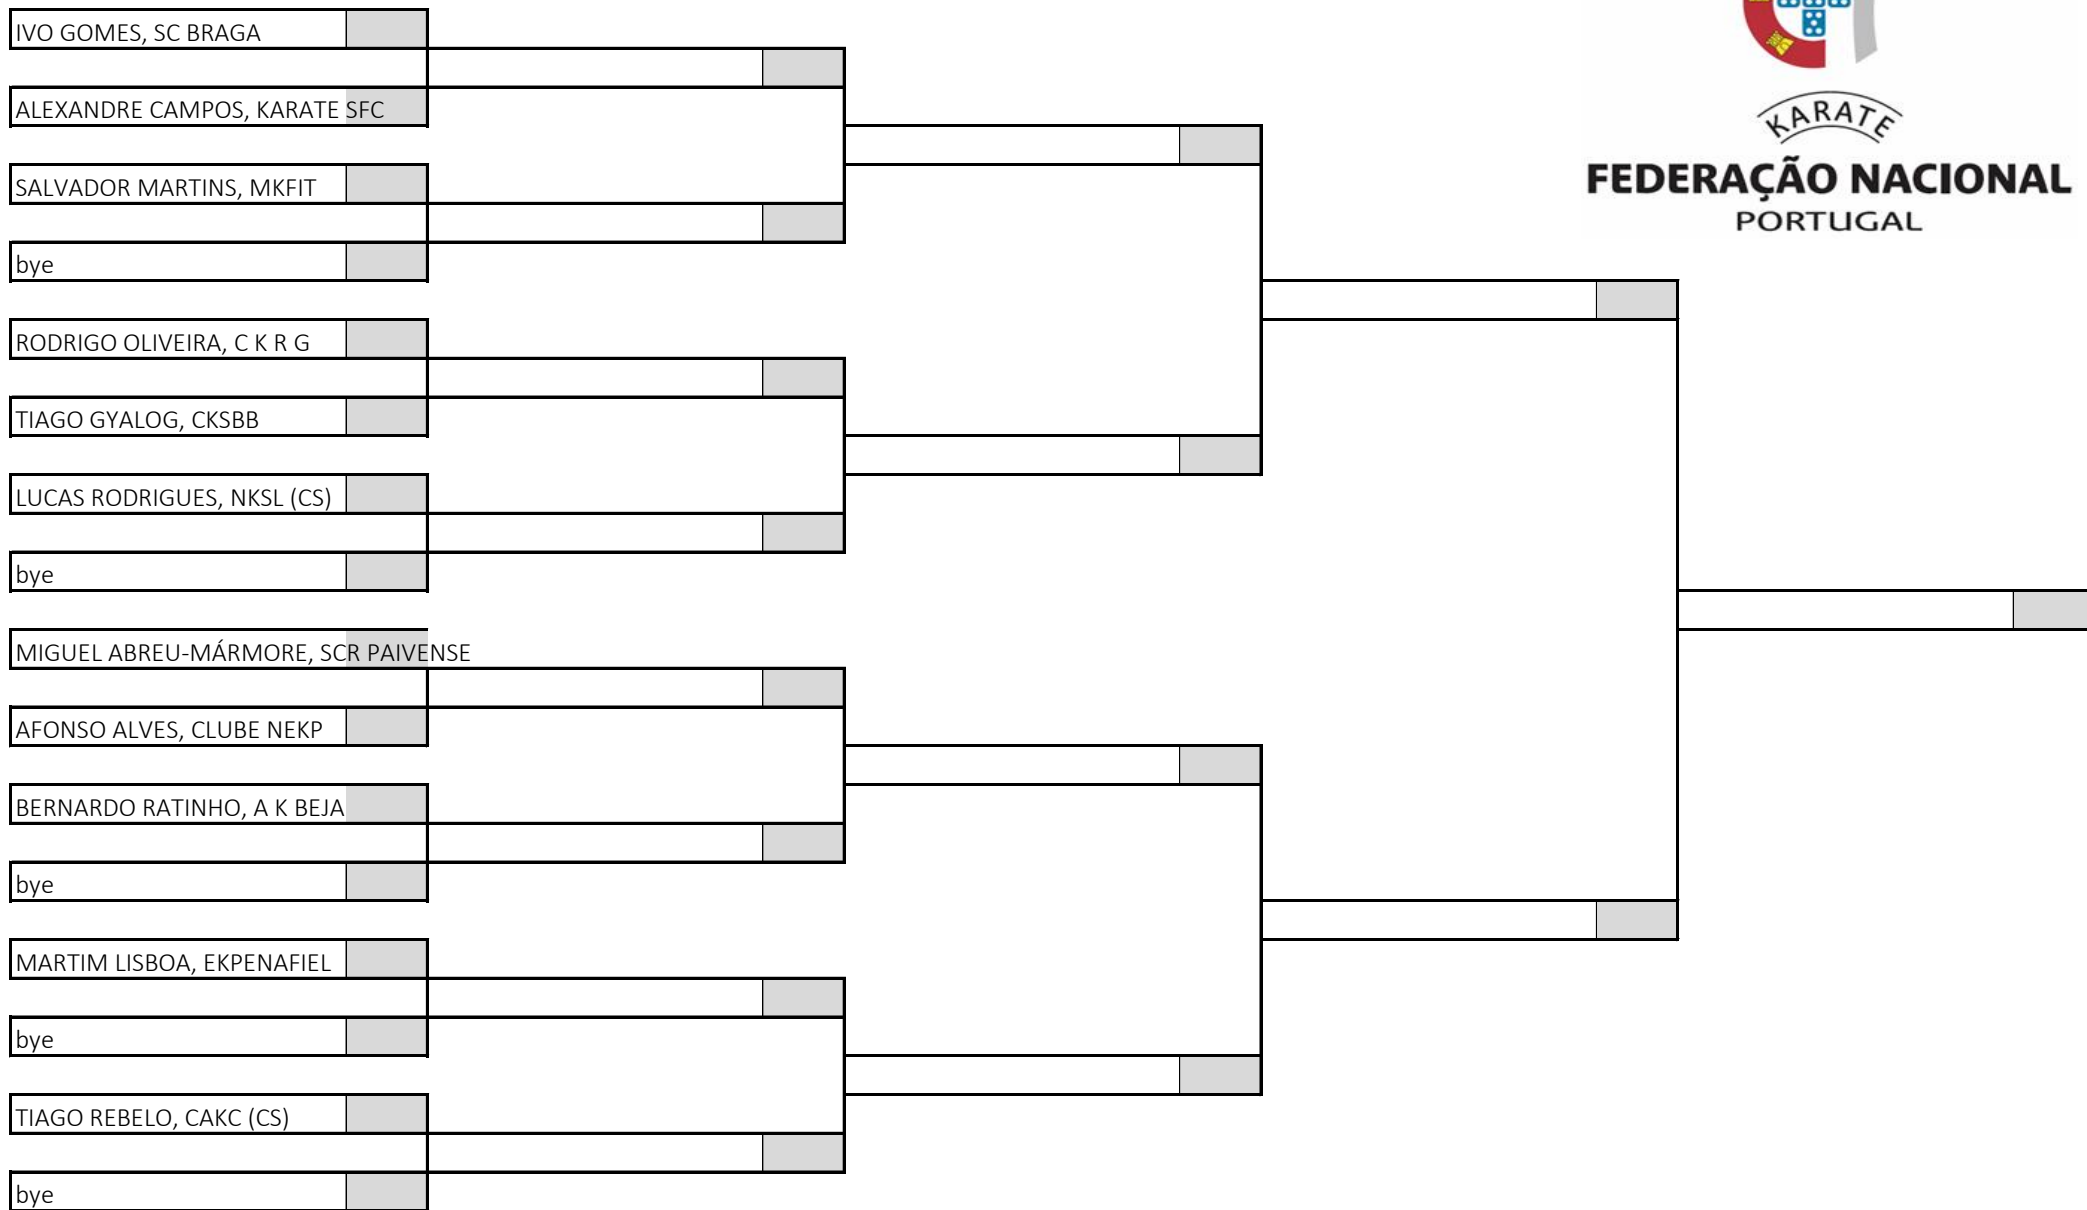 IVO GOMES, SC BRAGA
ALEXANDRE CAMPOS, KARATE SFC
SALVADOR MARTINS, MKFIT
bye
RODRIGO OLIVEIRA, C K R G
TIAGO GYALOG, CKSBB
LUCAS RODRIGUES, NKSL (CS)
bye
MIGUEL ABREU-MÁRMORE, SCR PAIVENSE
AFONSO ALVES, CLUBE NEKP
BERNARDO RATINHO, A K BEJA
bye
MARTIM LISBOA, EKPENAFIEL
bye
TIAGO REBELO, CAKC (CS)
bye
KARATE
FEDERAÇÃO NACIONAL
PORTUGAL